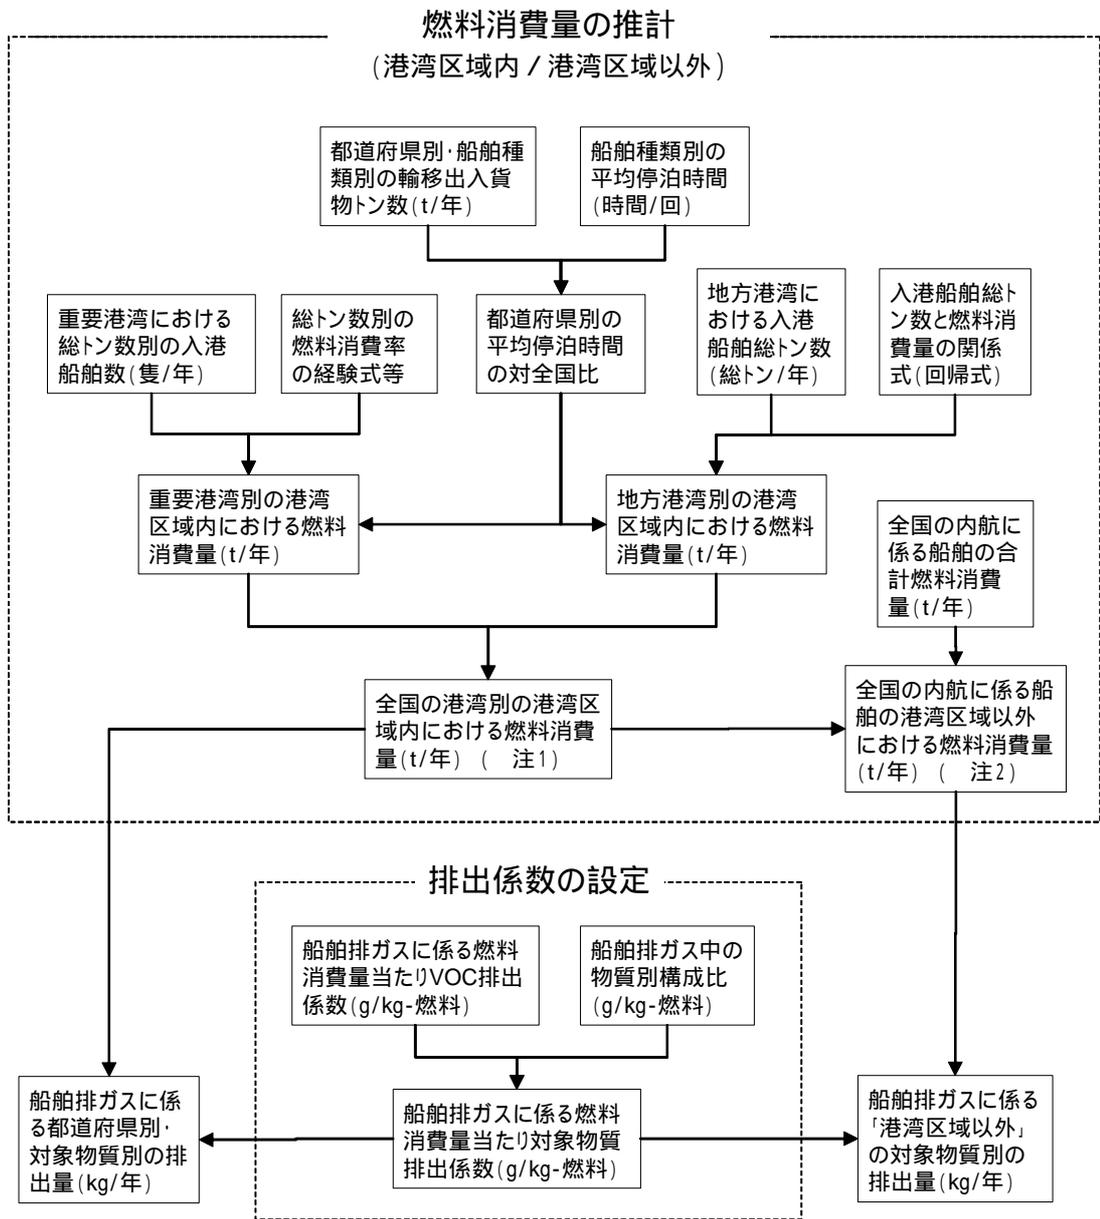 燃料消費量の推計
(港湾区域内/港湾区域以外)
都道府県別・船舶種
類別の輸移出入貨
物トン数(t/年)
船舶種類別の
平均停泊時間
(時間/回)
重要港湾における
総トン数別の入港
船舶数(隻/年)
総トン数別の
燃料消費率
の経験式等
都道府県別の
平均停泊時間
の対全国比
地方港湾に
おける入港
船舶総トン数
(総トン/年)
入港船舶総ト
ン数と燃料消
費量の関係
式(回帰式)
重要港湾別の港湾
区域内における燃料
消費量(t/年)
地方港湾別の港湾
区域内における燃料
消費量(t/年)
全国の内航に
係る船舶の合
計燃料消費
量(t/年)
全国の港湾別の港湾区
域内における燃料消費
量(t/年) ( 注1)
全国の内航に係る船
舶の港湾区域以外
における燃料消費量
(t/年) ( 注2)
排出係数の設定
船舶排ガスに係る燃料
消費量当たりVOC排出
係数(g/kg-燃料)
船舶排ガス中の
物質別構成比
(g/kg-燃料)
船舶排ガスに係
る都道府県別・
対象物質別の排
出量(kg/年)
船舶排ガスに係る燃料
消費量当たり対象物質
排出係数(g/kg-燃料)
船舶排ガスに係る
「港湾区域以外」
の対象物質別の
排出量(kg/年)